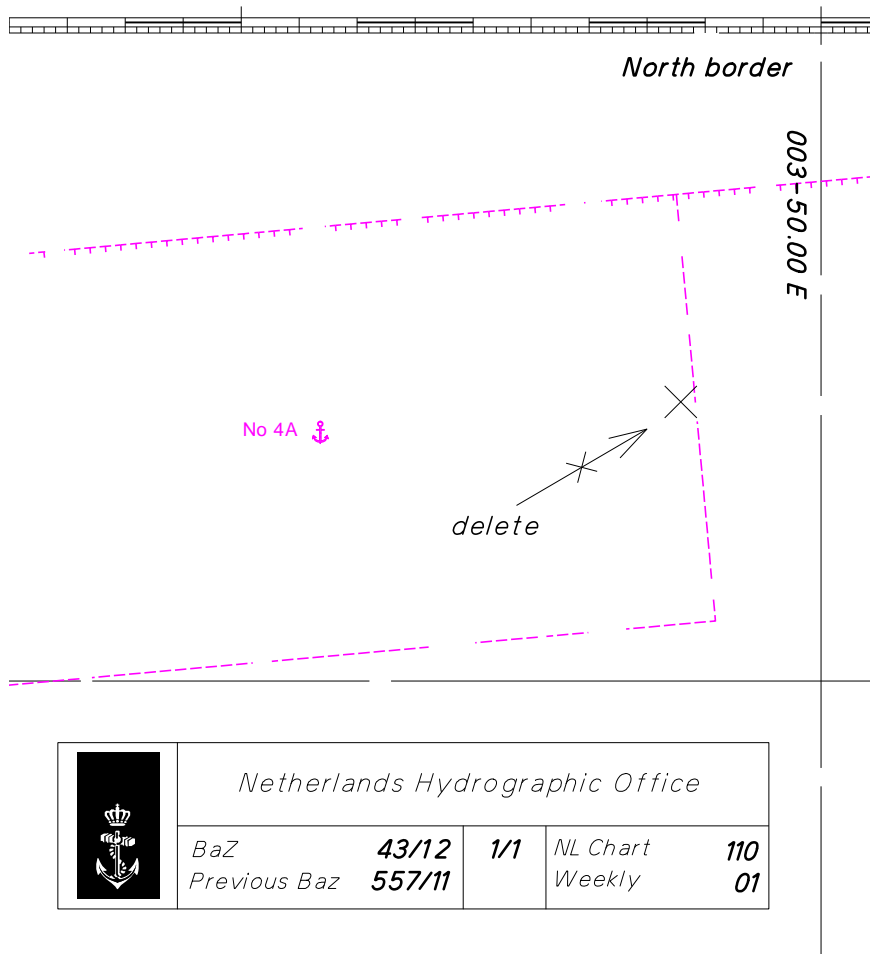 North border
003-50.00 E
No 4A
delete
Netherlands Hydrographic Office
BaZ 43/12 1/1 NL Chart 110
Previous Baz 557/11 Weekly 01